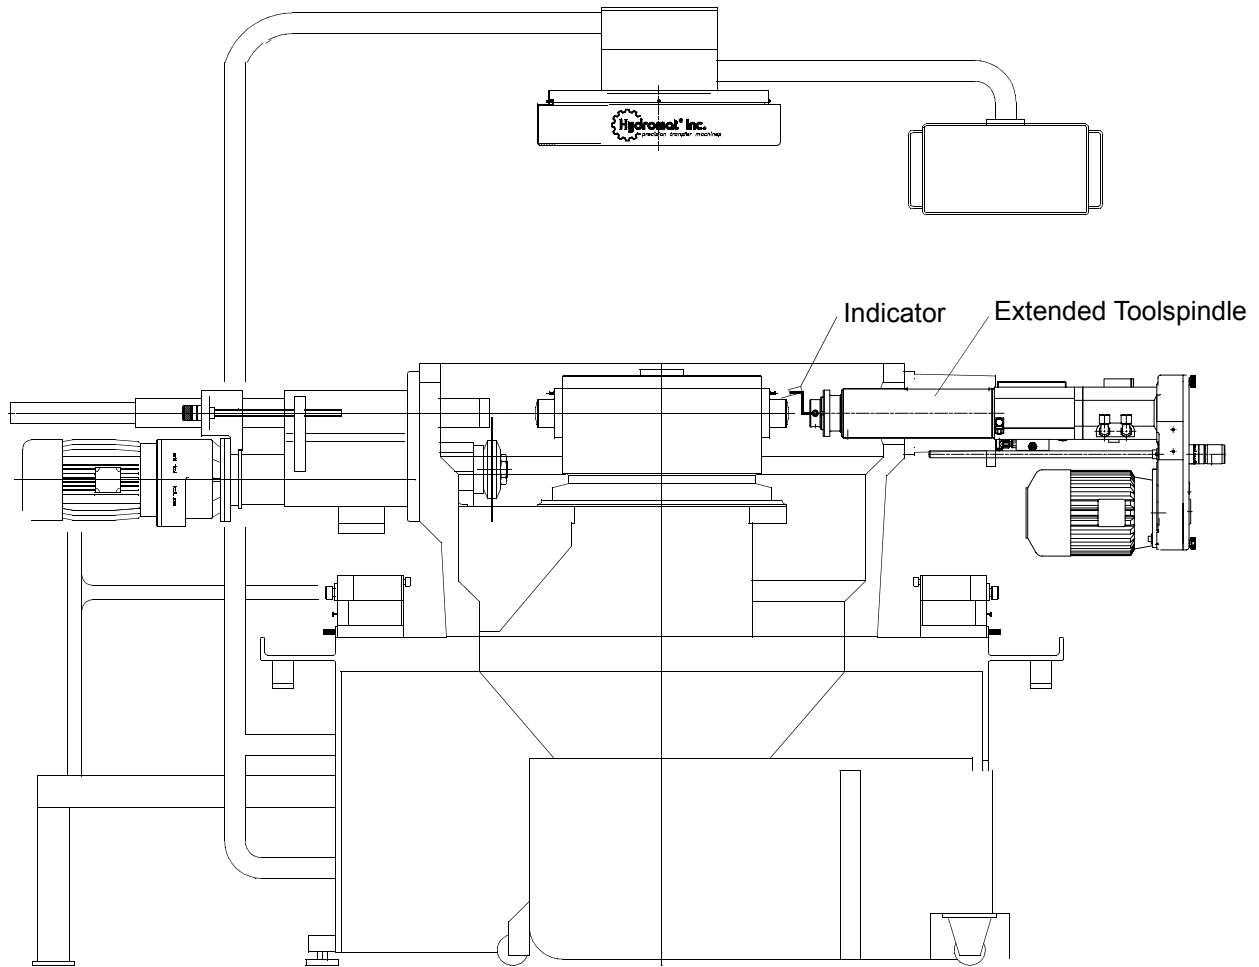 Hydromat® Inc.
precision transfer machines
Indicator
Extended Toolspindle